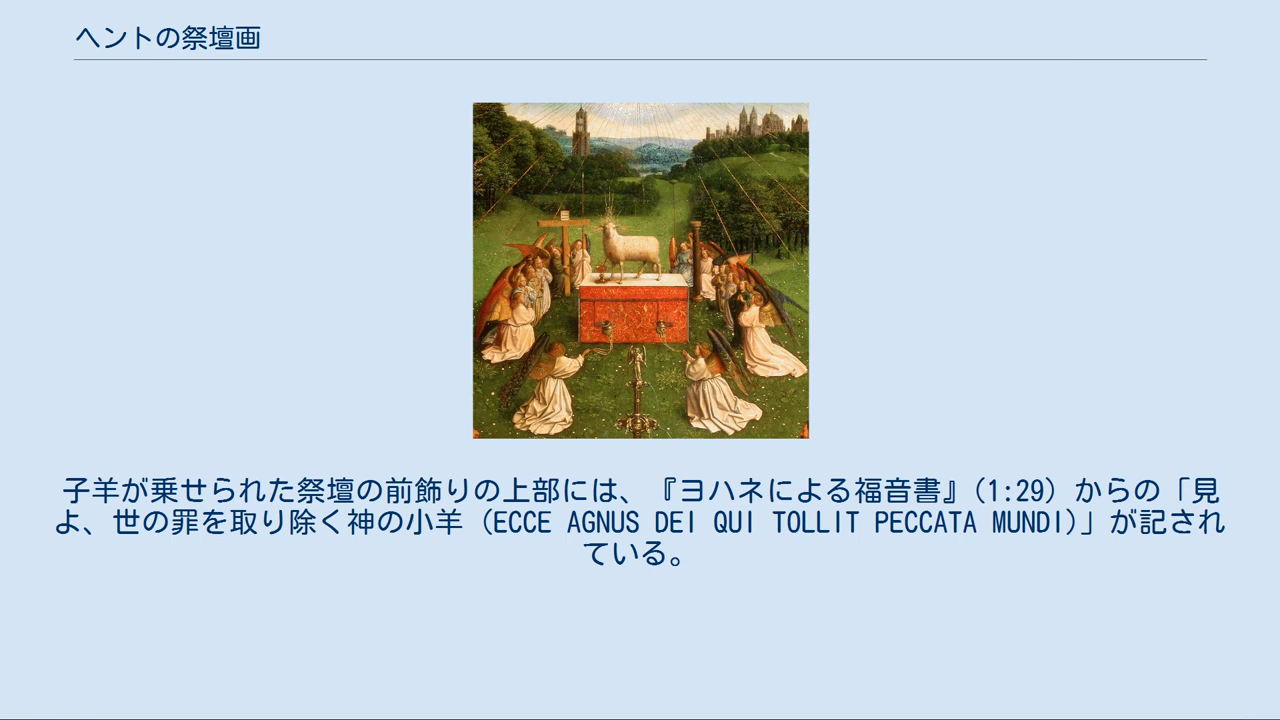 ヘントの祭壇画
子羊が乗せられた祭壇の前飾りの上部には、『ヨハネによる福音書』(1:29) からの「見
よ、世の罪を取り除く神の小羊 (ECCE AGNUS DEI QUI TOLLIT PECCATA MUNDI)」が記され
ている。